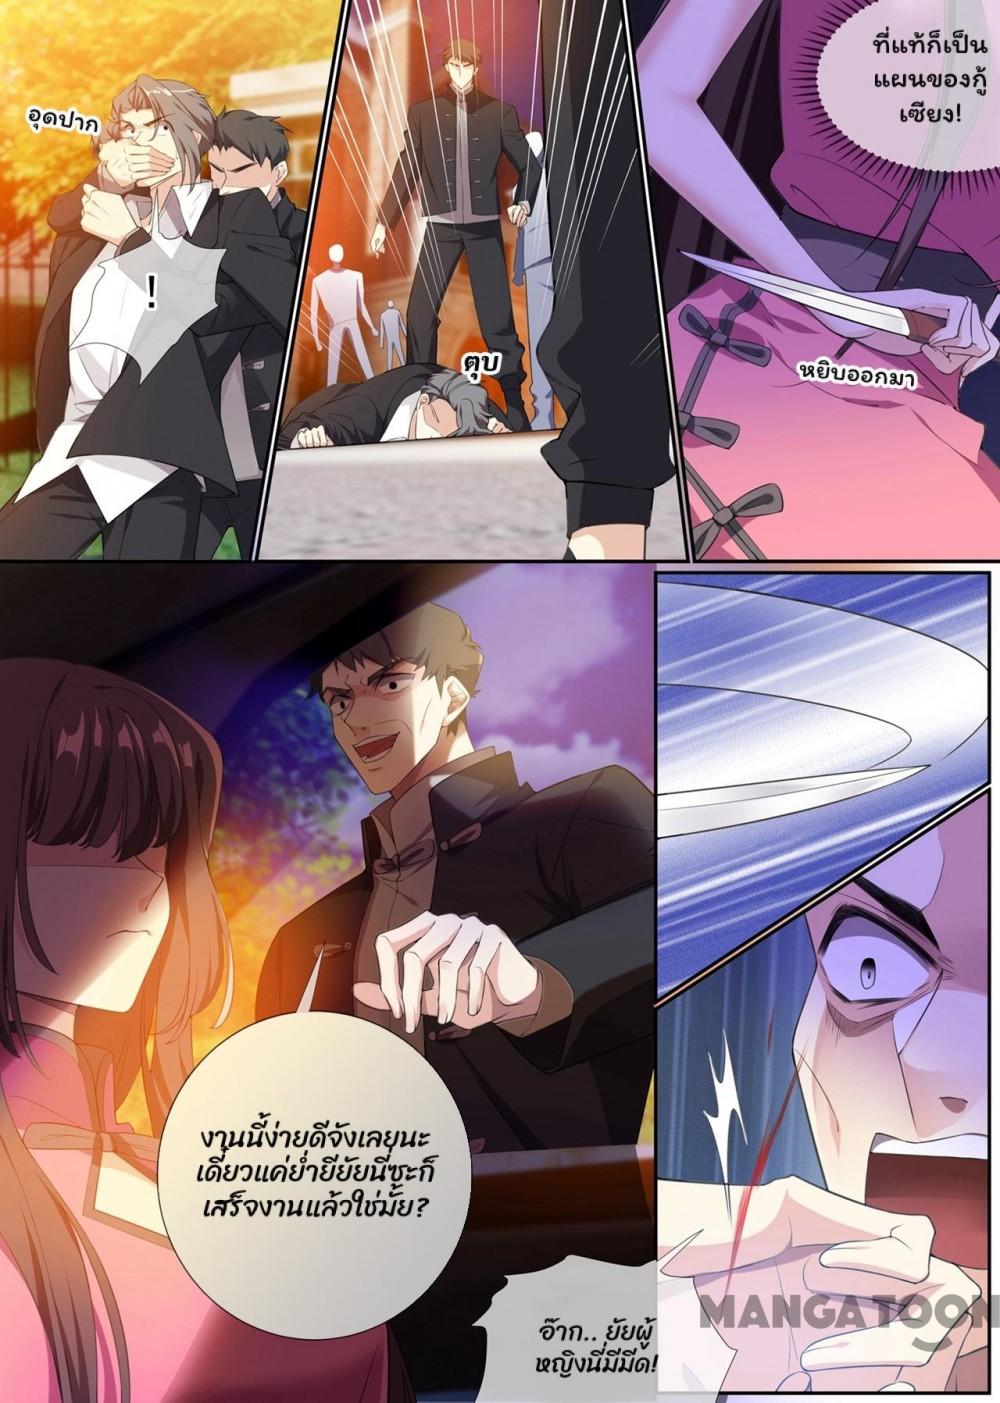 อุดปาก
!
ตุบ
ที่แท้ก็เป็น
แผนของกู้
เซียง!
หยิบออกมา
งานนี้ง่ายดีจังเลยนะ
เดี๋ยวแค่ย่ำยียัยนี่ซะก็
เสร็จงานแล้วใช่มั้ย?
อ๊าก.. ยัยผู้
หญิงนี่มีมีด!
MANGATOON